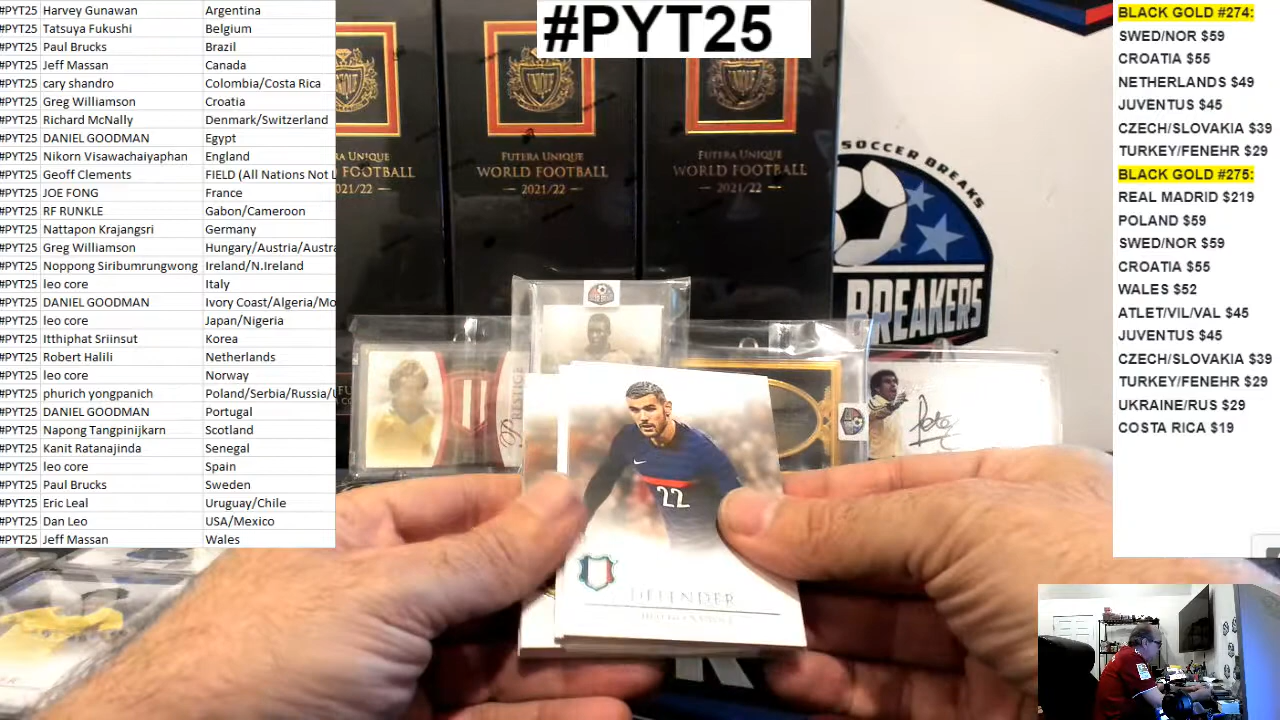 #PYT25 Harvey Gunawan Argentina
#PYT25 Tatsuya Fukushi Belgium
#PYT25 Paul Brucks Brazil
#PYT25 Jeff Massan Canada
#PYT25 cary shandro Colombia/Costa Rica
#PYT25 Greg Williamson Croatia
#PYT25 Richard McNally Denmark/Switzerland
#PYT25 DANIEL GOODMAN Egypt
#PYT25 Nikorn Visawachaiyaphan England
#PYT25 Geoff Clements FIELD (All Nations Not L
#PYT25 JOE FONG France
#PYT25 RF RUNKLE Gabon/Cameroon
#PYT25 Nattapon Krajangsri Germany
#PYT25 Greg Williamson Hungary/Austria/Austra
#PYT25 Noppong Siribumrungwong Ireland/N.Ireland
#PYT25 leo core Italy
#PYT25 DANIEL GOODMAN Ivory Coast/Algeria/Mo
#PYT25 leo core Japan/Nigeria
#PYT25 Itthiphat Sriinsut Korea
#PYT25 Robert Halili Netherlands
#PYT25 leo core Norway
#PYT25 phurich yongpanich Poland/Serbia/Russia/U
#PYT25 DANIEL GOODMAN Portugal
#PYT25 Napong Tangpinijkarn Scotland
#PYT25 Kanit Ratanajinda Senegal
#PYT25 leo core Spain
#PYT25 Paul Brucks Sweden
#PYT25 Eric Leal Uruguay/Chile
#PYT25 Dan Leo USA/Mexico
#PYT25 Jeff Massan Wales
#PYT25
UNIQUE
UNIQUE
FUTERA UNIQUE
WORLD FOOTBALL
2021/22
FUTERA UNIQUE
WORLD FOOTBALL
2021/22
FOOTBALL
021/22
SOCCER BREAKS
BREAKERS
11
22
DEFENDER
BLACK GOLD #274:
SWED/NOR $59
CROATIA $55
NETHERLANDS $49
JUVENTUS $45
CZECH/SLOVAKIA $39
TURKEY/FENEHR $29
BLACK GOLD #275:
REAL MADRID $219
POLAND $59
SWED/NOR $59
CROATIA $55
WALES $52
ATLET/VIL/VAL $45
JUVENTUS $45
CZECH/SLOVAKIA $39
TURKEY/FENEHR $29
UKRAINE/RUS $29
COSTA RICA $19